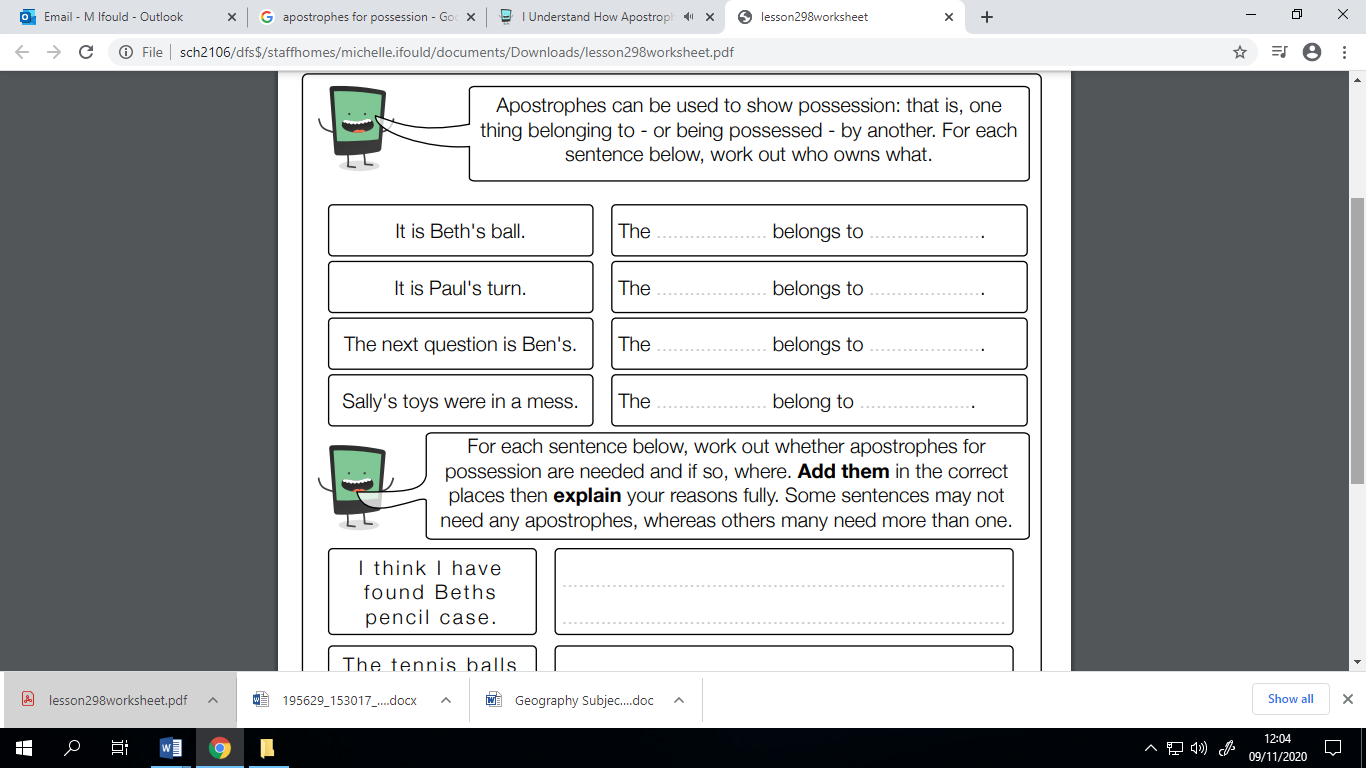 Email - M Ifould - Outlook
apostrophes for possession - Goo
I Understand How Apostroph
lesson298worksheet
File
sch2106/dfs$/staffhomes/michelle.ifould/documents/Downloads/lesson298worksheet.pdf
Apostrophes can be used to show possession: that is, one
thing belonging to - or being possessed - by another. For each
sentence below, work out who owns what.
It is Beth's ball.
The .................... belongs to .................... .
It is Paul's turn.
The .................... belongs to .................... .
The next question is Ben's.
The .................... belongs to .................... .
Sally's toys were in a mess.
The .................... belong to .................... .
For each sentence below, work out whether apostrophes for
possession are needed and if so, where. Add them in the correct
places then explain your reasons fully. Some sentences may not
need any apostrophes, whereas others many need more than one.
I think I have
found Beths
pencil case.
The tennis balls
lesson298worksheet.pdf
195629_153017_....docx
Geography Subjec....doc
Show all
12:04
09/11/2020